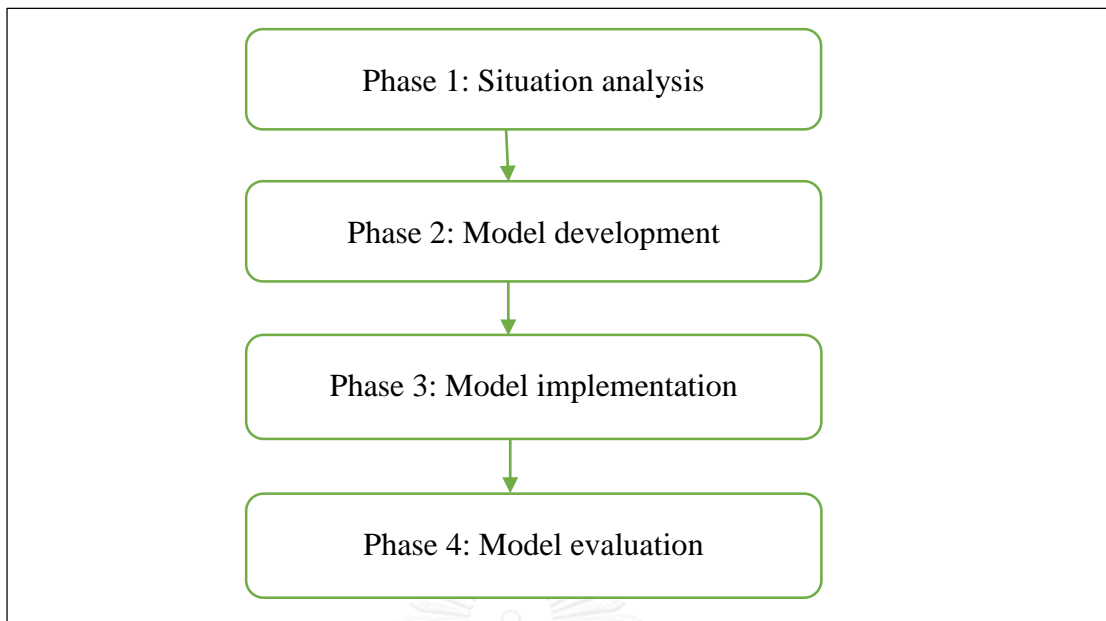 Phase 1: Situation analysis
Phase 2: Model development
Phase 3: Model implementation
Phase 4: Model evaluation